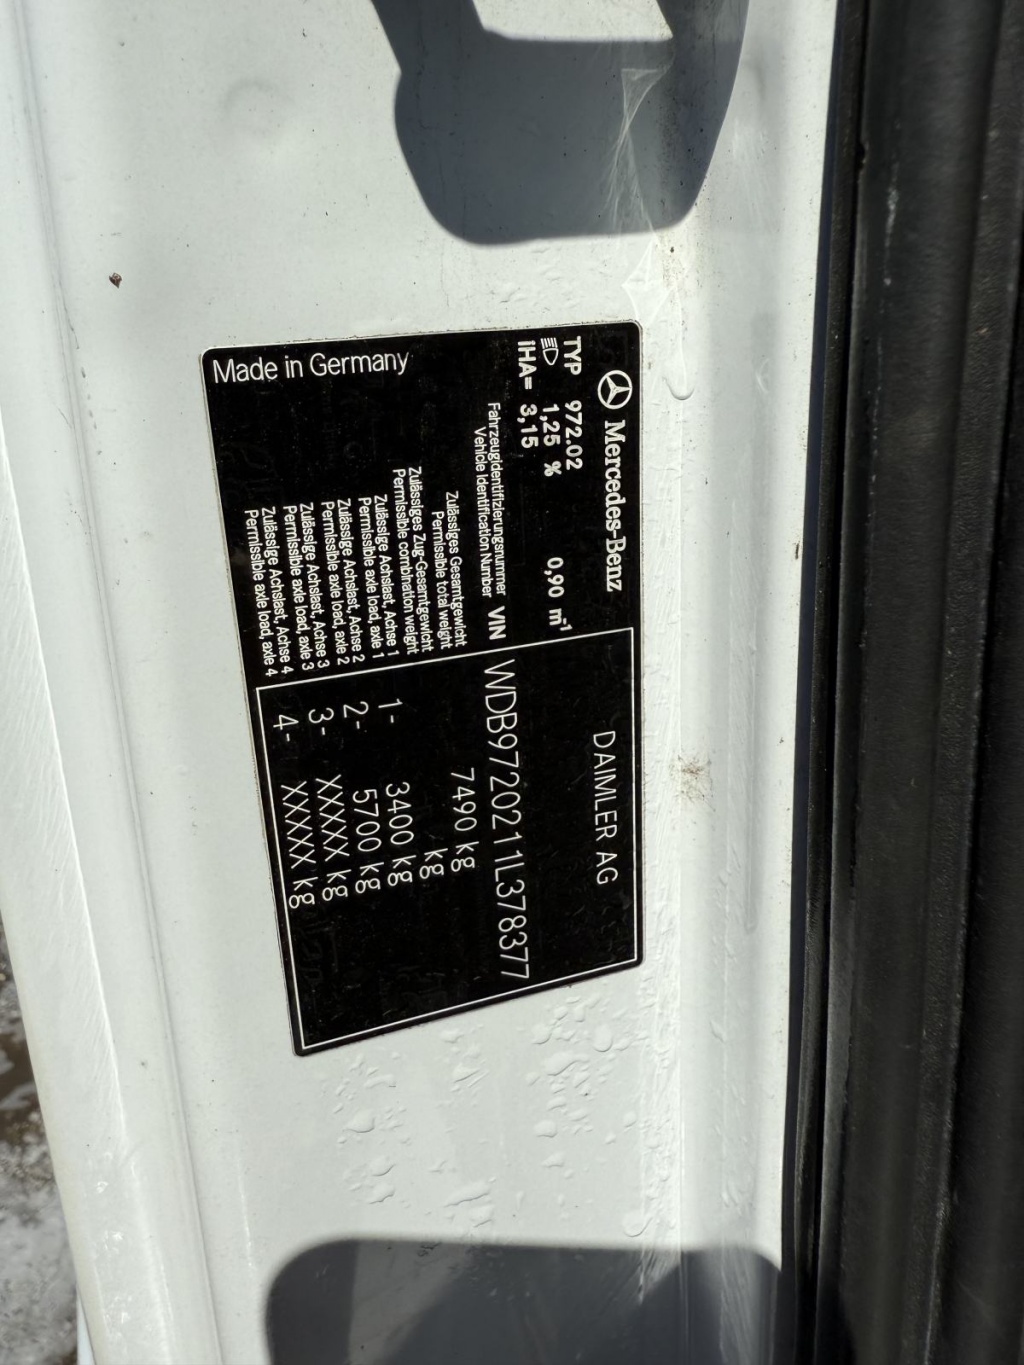 Mercedes-Benz
TYP 972.02
1,25 % 0,90 m⁻¹
IHA= 3,15
DAIMLER AG
Fahrzeugidentifizierungsnummer
Vehicle Identification Number VIN WDB9720211L378377
Zulässiges Gesamtgewicht
Permissible total weight 7490 kg
Zulässiges Zug-Gesamtgewicht
Permissible combination weight kg
Zulässige Achslast, Achse 1
Permissible axle load, axle 1 1- 3400 kg
Zulässige Achslast, Achse 2
Permissible axle load, axle 2 2- 5700 kg
Zulässige Achslast, Achse 3
Permissible axle load, axle 3 3- XXXXX kg
Zulässige Achslast, Achse 4
Permissible axle load, axle 4 4- XXXXX kg
Made in Germany